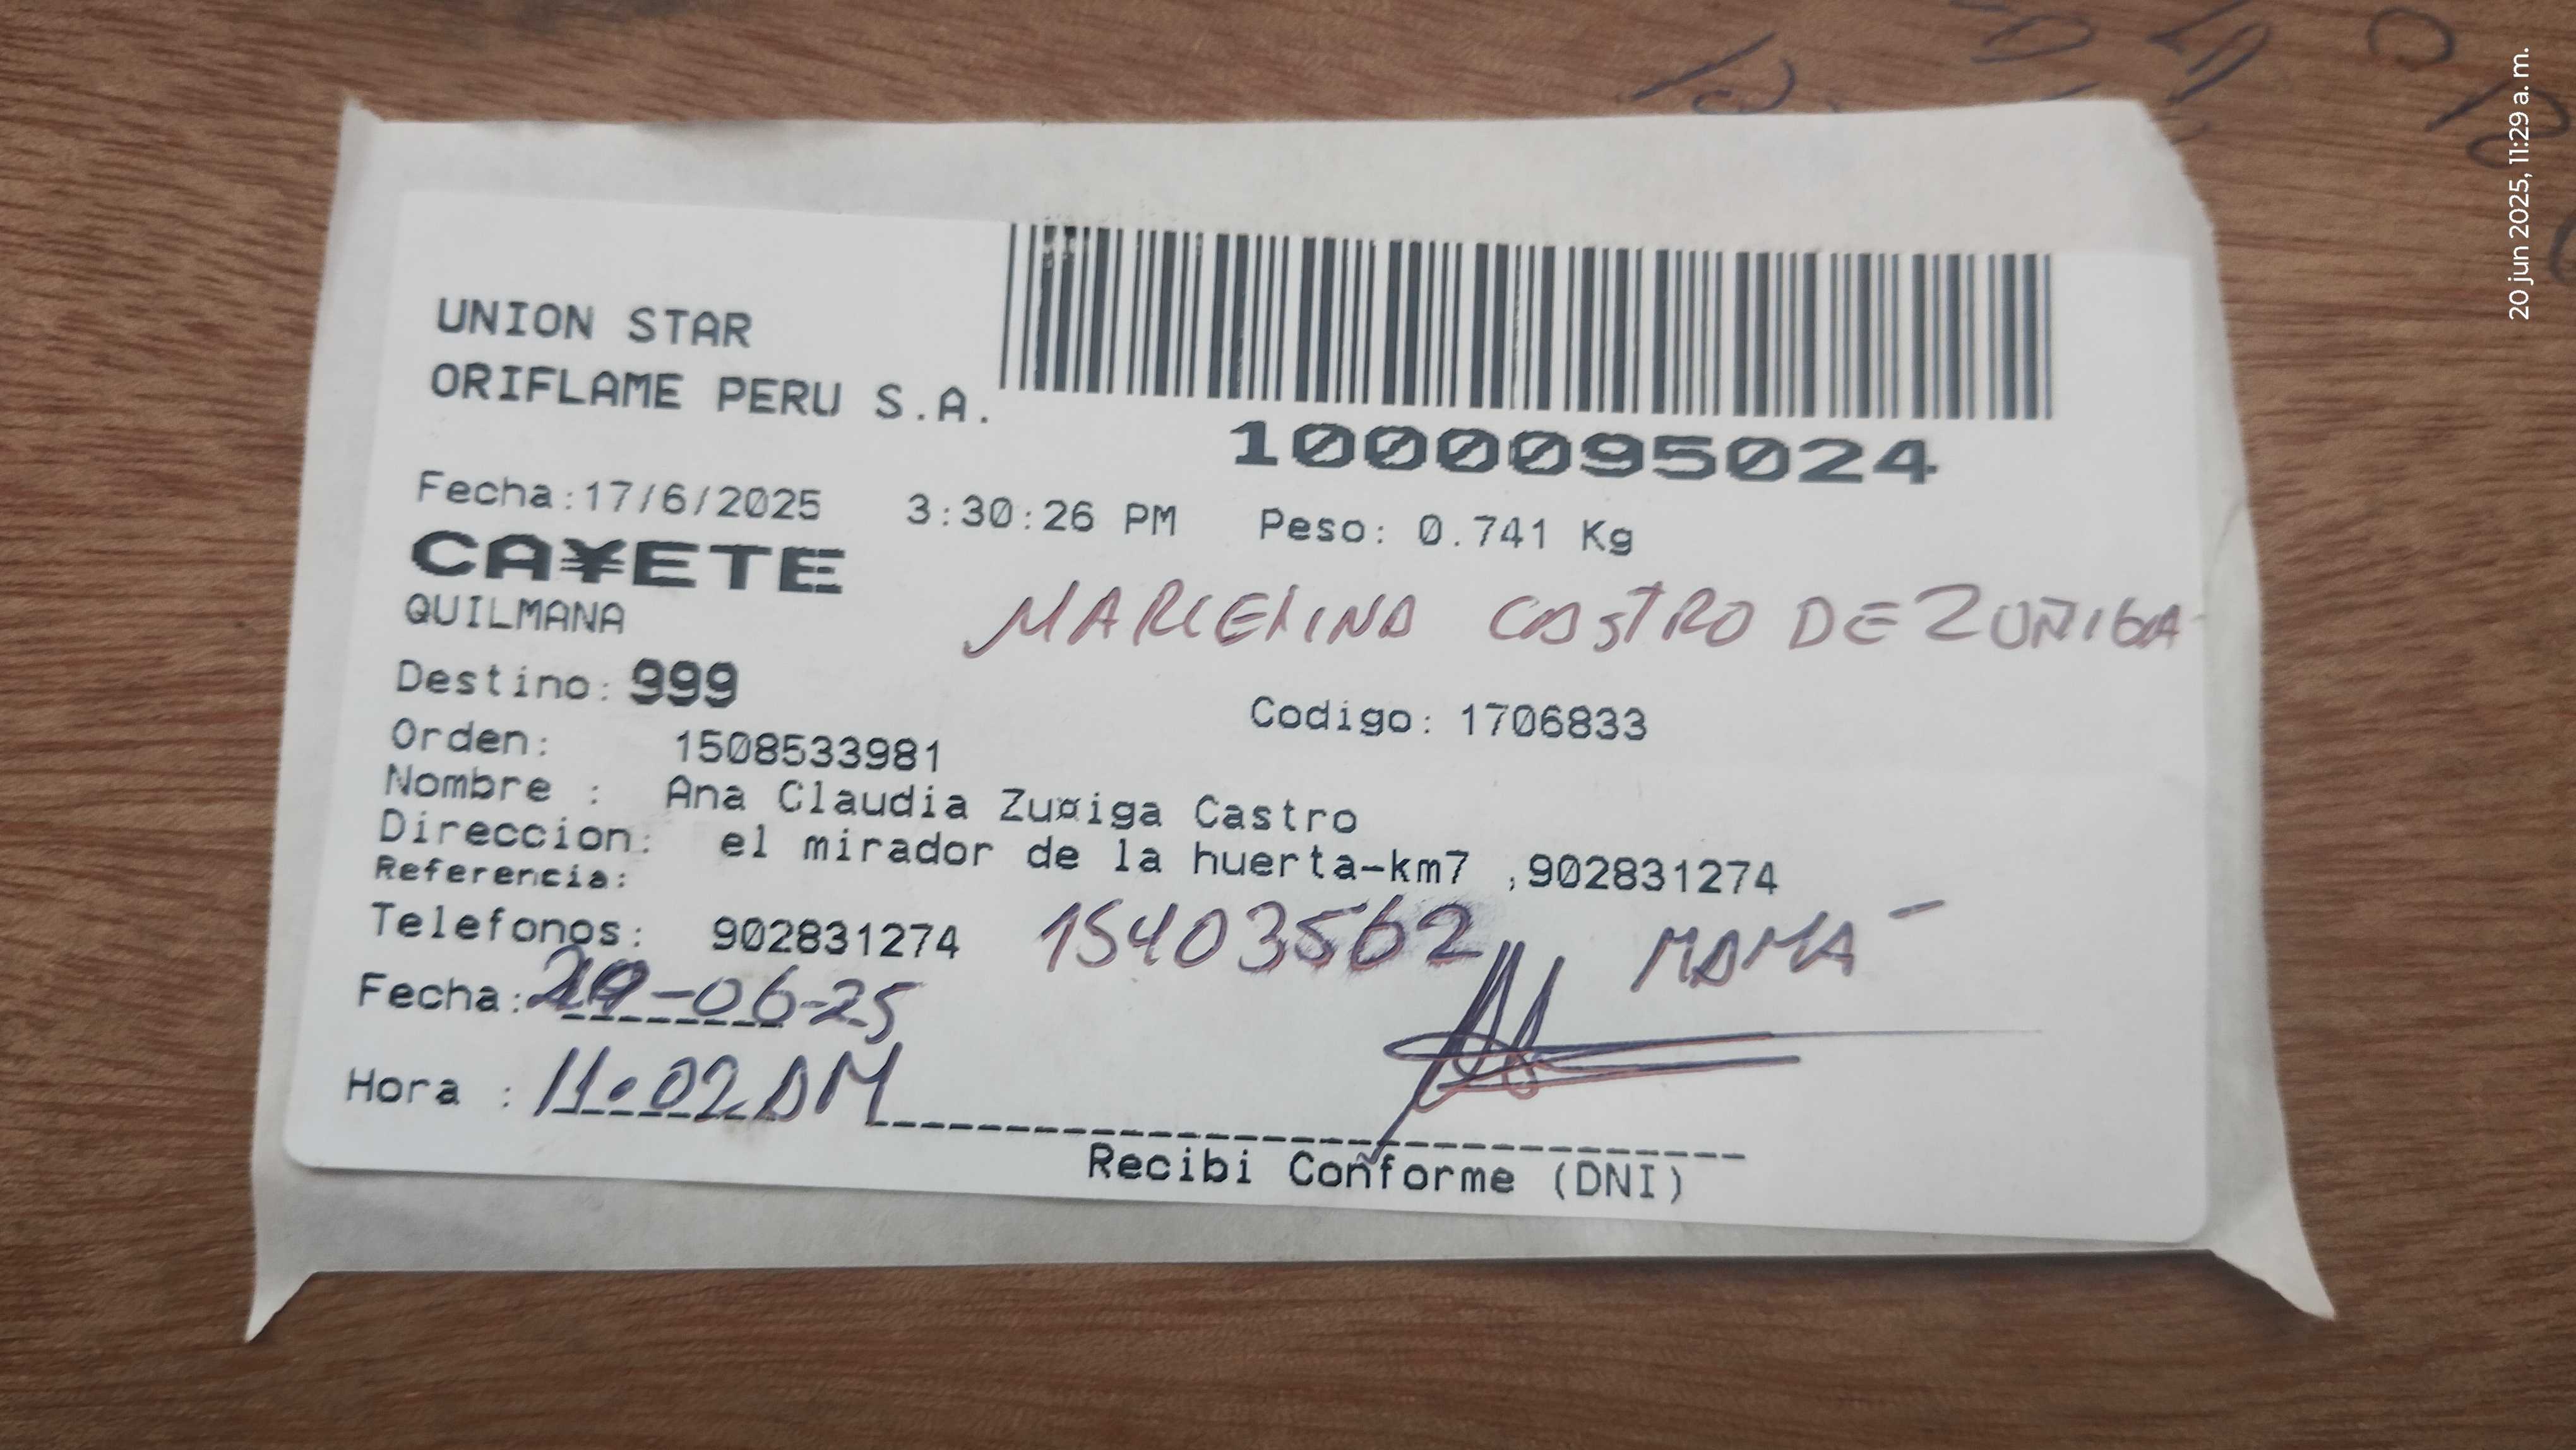 UNION STAR
ORIFLAME PERU S.A.
1000095024
Fecha:17/6/2025 3:30:26 PM Peso: 0.741 Kg
CA¥ETE
QUILMANA
MARCELINA CASTRO DE ZUÑIGA
Destino: 999
Codigo: 1706833
Orden: 1508533981
Nombre : Ana Claudia Zu¤iga Castro
Direccion: el mirador de la huerta-km7 ,902831274
Referencia:
Telefonos: 902831274 15403562 MAMA
Fecha: -06-25
Hora : 11:02 AM
Recibi Conforme (DNI)
20 jun 2025, 11:29 a. m.